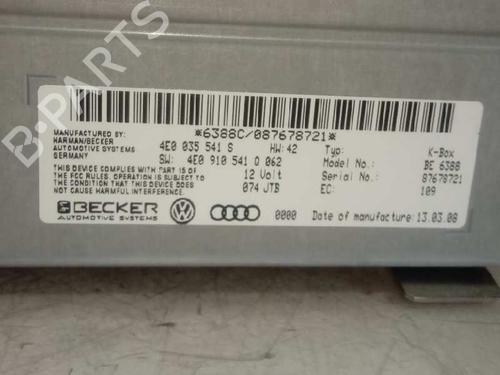 B-PARTS
*6388C/087678721*
MANUFACTURED BY:
HARMAN/BECKER
AUTOMOTIVE SYSTEMS
GERMANY
4E0 035 541 S HW: 42
SW: 4E0 910 541 Q 062
Typ: K-Box
Model No.: BE 6388
THIS DEVICE COMPLIES WITH PART 15 OF
THE FCC RULES. OPERATION IS SUBJECT TO
THE CONDITION THAT THIS DEVICE DOES NOT
CAUSE HARMFUL INTERFERENCE
12 Volt
074 JTB
Serial No.: 87678721
EC: 109
BECKER
AUTOMOTIVE SYSTEMS
0000 Date of manufacture: 13.03.08